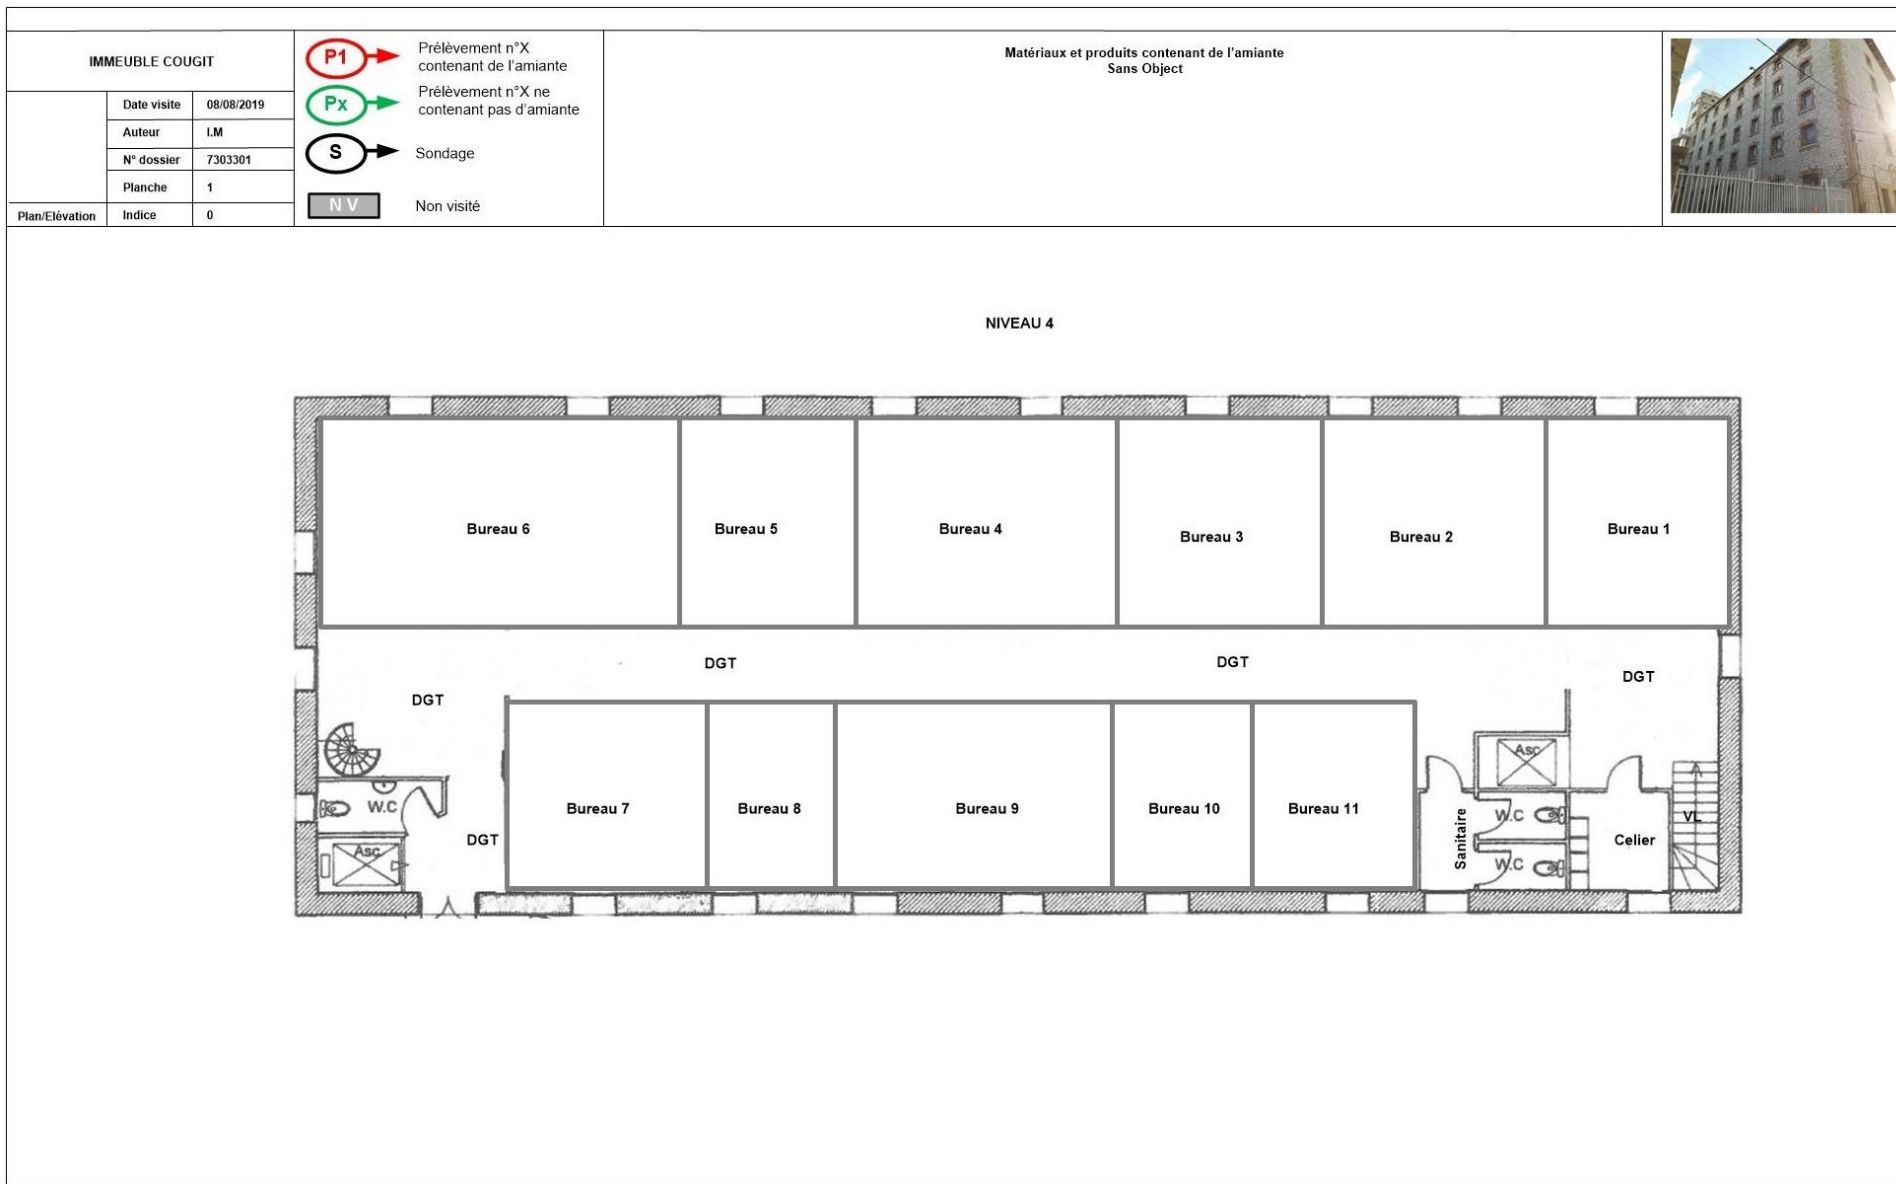 IMMEUBLE COUGIT
Date visite 08/08/2019
Auteur I.M
N° dossier 7303301
Planche 1
Plan/Elévation Indice 0
P1 Prélèvement n°X
contenant de l'amiante
Px Prélèvement n°X ne
contenant pas d'amiante
S Sondage
N V Non visité
Matériaux et produits contenant de l'amiante
Sans Object
NIVEAU 4
Bureau 6
Bureau 5
Bureau 4
Bureau 3
Bureau 2
Bureau 1
DGT
DGT
DGT
DGT
DGT
W.C
Asc
Bureau 7
Bureau 8
Bureau 9
Bureau 10
Bureau 11
Sanitaire
Asc
W.C
W.C
Celier
VL